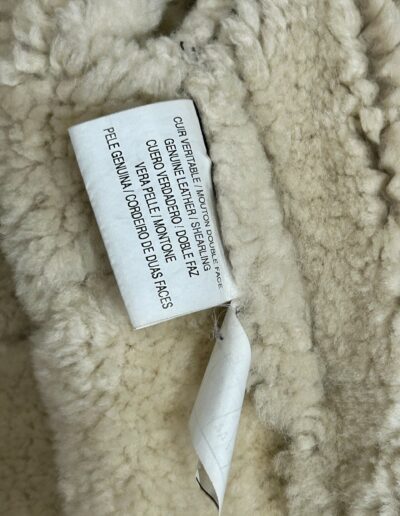 CUIR VERITABLE / MOUTON DOUBLE FACE
GENUINE LEATHER / SHEARLING
CUERO VERDADERO / DOBLE FAZ
VERA PELLE / MONTONE
PELE GENUINA / CORDEIRO DE DUAS FACES